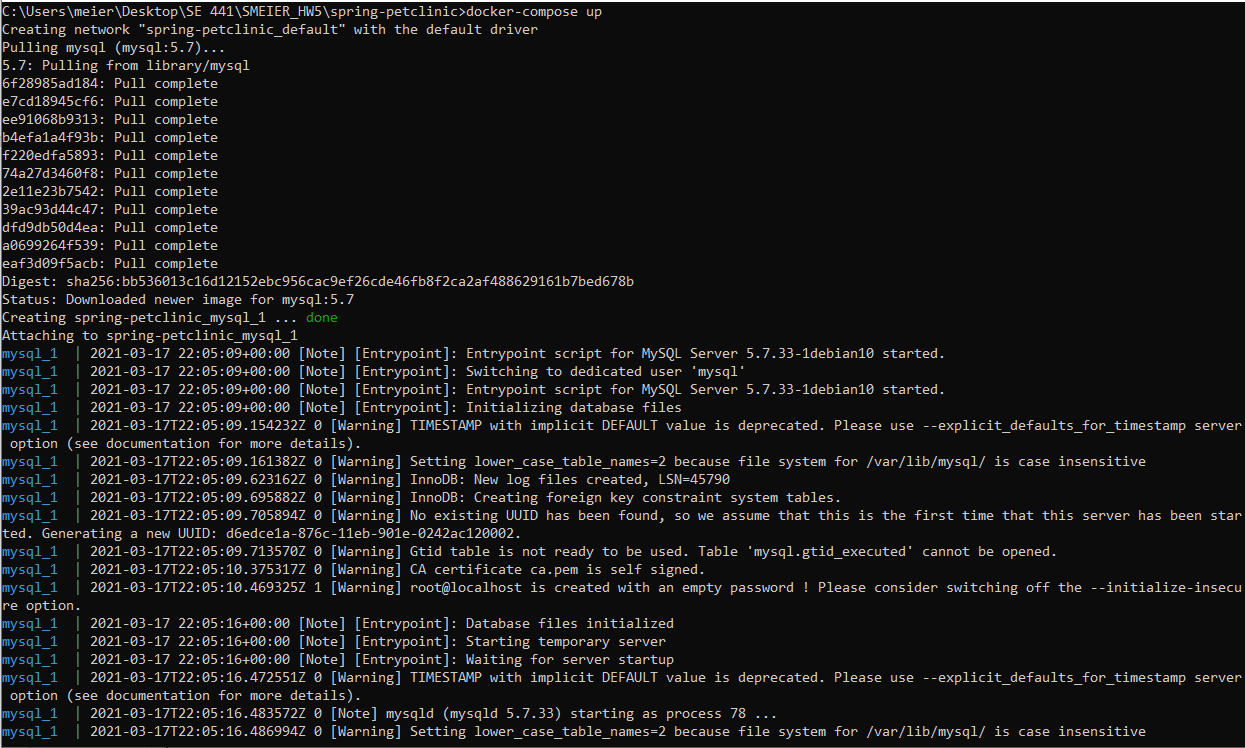 C:\Users\meier\Desktop\SE 441\SMEIER_HW5\spring-petclinic>docker-compose up
Creating network "spring-petclinic_default" with the default driver
Pulling mysql (mysql:5.7)...
5.7: Pulling from library/mysql
6f28985ad184: Pull complete
e7cd18945cf6: Pull complete
ee91068b9313: Pull complete
b4efa1a4f93b: Pull complete
f220edfa5893: Pull complete
74a27d3460f8: Pull complete
2e11e23b7542: Pull complete
39ac93d44c47: Pull complete
dfd9db50d4ea: Pull complete
a0699264f539: Pull complete
eaf3d09f5acb: Pull complete
Digest: sha256:bb536013c16d12152ebc956cac9ef26cde46fb8f2ca2af488629161b7bed678b
Status: Downloaded newer image for mysql:5.7
Creating spring-petclinic_mysql_1 ... done
Attaching to spring-petclinic_mysql_1
mysql_1  | 2021-03-17 22:05:09+00:00 [Note] [Entrypoint]: Entrypoint script for MySQL Server 5.7.33-1debian10 started.
mysql_1  | 2021-03-17 22:05:09+00:00 [Note] [Entrypoint]: Switching to dedicated user 'mysql'
mysql_1  | 2021-03-17 22:05:09+00:00 [Note] [Entrypoint]: Entrypoint script for MySQL Server 5.7.33-1debian10 started.
mysql_1  | 2021-03-17 22:05:09+00:00 [Note] [Entrypoint]: Initializing database files
mysql_1  | 2021-03-17T22:05:09.154232Z 0 [Warning] TIMESTAMP with implicit DEFAULT value is deprecated. Please use --explicit_defaults_for_timestamp server
 option (see documentation for more details).
mysql_1  | 2021-03-17T22:05:09.161382Z 0 [Warning] Setting lower_case_table_names=2 because file system for /var/lib/mysql/ is case insensitive
mysql_1  | 2021-03-17T22:05:09.623162Z 0 [Warning] InnoDB: New log files created, LSN=45790
mysql_1  | 2021-03-17T22:05:09.695882Z 0 [Warning] InnoDB: Creating foreign key constraint system tables.
mysql_1  | 2021-03-17T22:05:09.705894Z 0 [Warning] No existing UUID has been found, so we assume that this is the first time that this server has been star
ted. Generating a new UUID: d6edce1a-876c-11eb-901e-0242ac120002.
mysql_1  | 2021-03-17T22:05:09.713570Z 0 [Warning] Gtid table is not ready to be used. Table 'mysql.gtid_executed' cannot be opened.
mysql_1  | 2021-03-17T22:05:10.375317Z 0 [Warning] CA certificate ca.pem is self signed.
mysql_1  | 2021-03-17T22:05:10.469325Z 1 [Warning] root@localhost is created with an empty password ! Please consider switching off the --initialize-insecu
re option.
mysql_1  | 2021-03-17 22:05:16+00:00 [Note] [Entrypoint]: Database files initialized
mysql_1  | 2021-03-17 22:05:16+00:00 [Note] [Entrypoint]: Starting temporary server
mysql_1  | 2021-03-17 22:05:16+00:00 [Note] [Entrypoint]: Waiting for server startup
mysql_1  | 2021-03-17T22:05:16.472551Z 0 [Warning] TIMESTAMP with implicit DEFAULT value is deprecated. Please use --explicit_defaults_for_timestamp server
 option (see documentation for more details).
mysql_1  | 2021-03-17T22:05:16.483572Z 0 [Note] mysqld (mysqld 5.7.33) starting as process 78 ...
mysql_1  | 2021-03-17T22:05:16.486994Z 0 [Warning] Setting lower_case_table_names=2 because file system for /var/lib/mysql/ is case insensitive